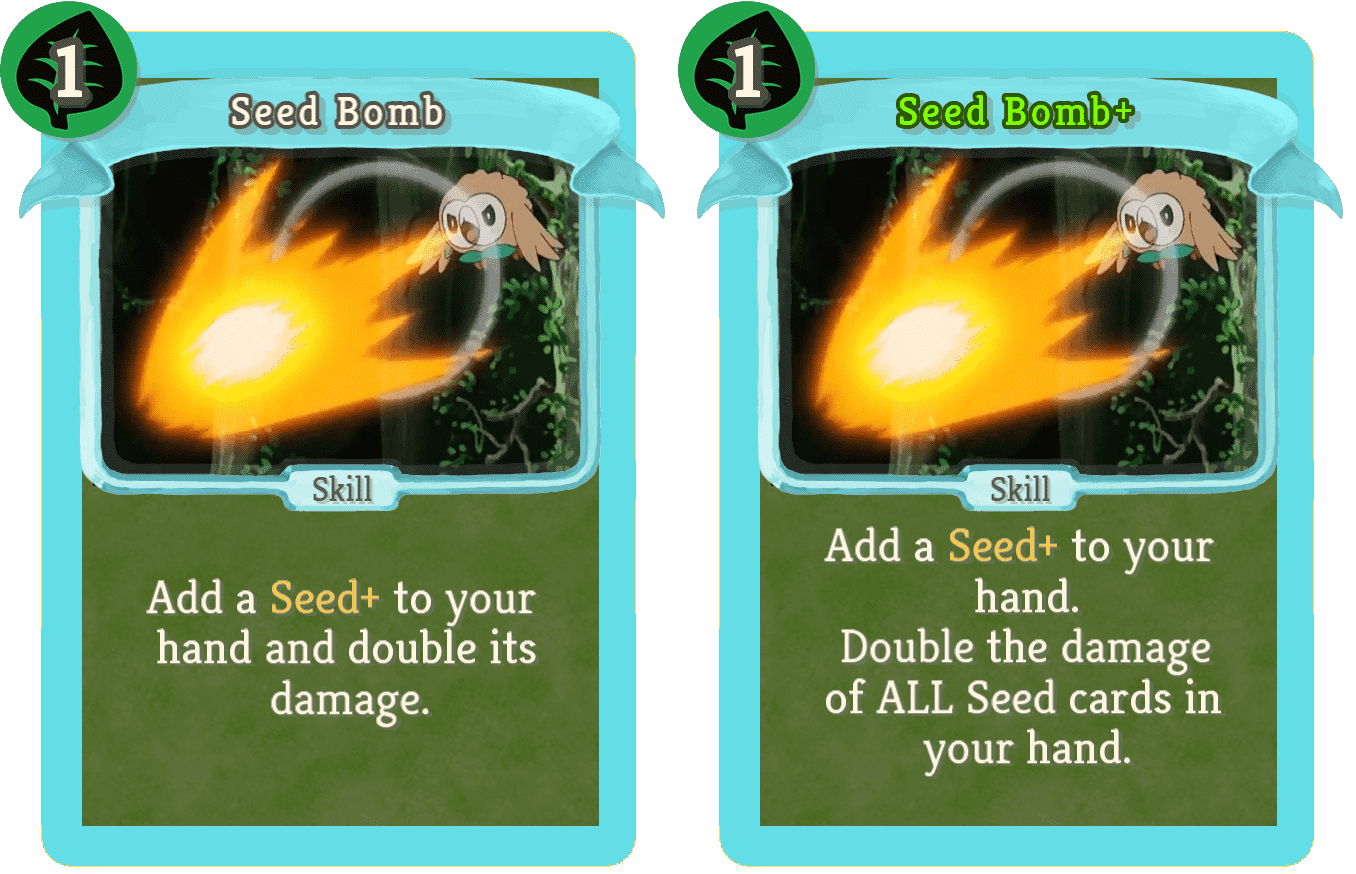 1
Seed Bomb
Skill
Add a Seed+ to your
hand and double its
damage.
1
Seed Bomb+
Skill
Add a Seed+ to your
hand.
Double the damage
of ALL Seed cards in
your hand.